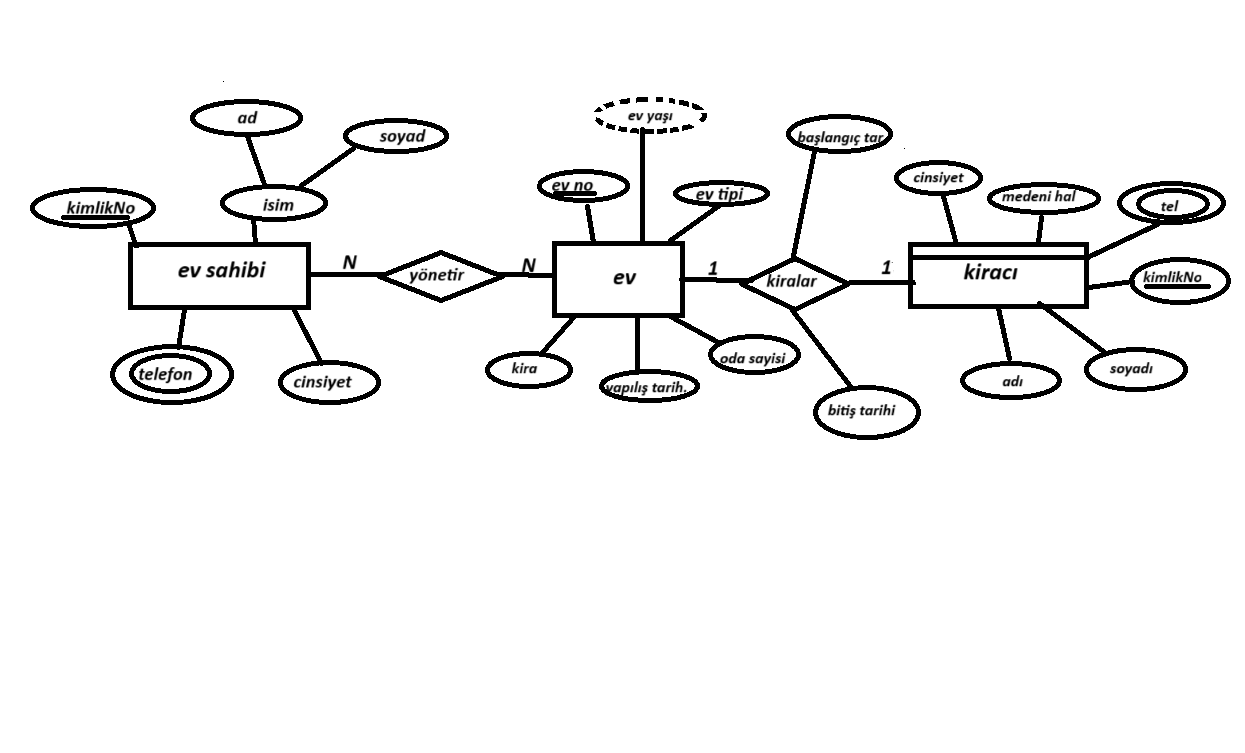 ad
soyad
kimlikNo
isim
ev sahibi
telefon
cinsiyet
N
yönetir
N
ev yaşı
ev no
ev tipi
ev
kira
yapılış tarih.
oda sayisi
1
başlangıç tar
kiralar
bitiş tarihi
1
cinsiyet
medeni hal
tel
kiracı
kimlikNo
adı
soyadı